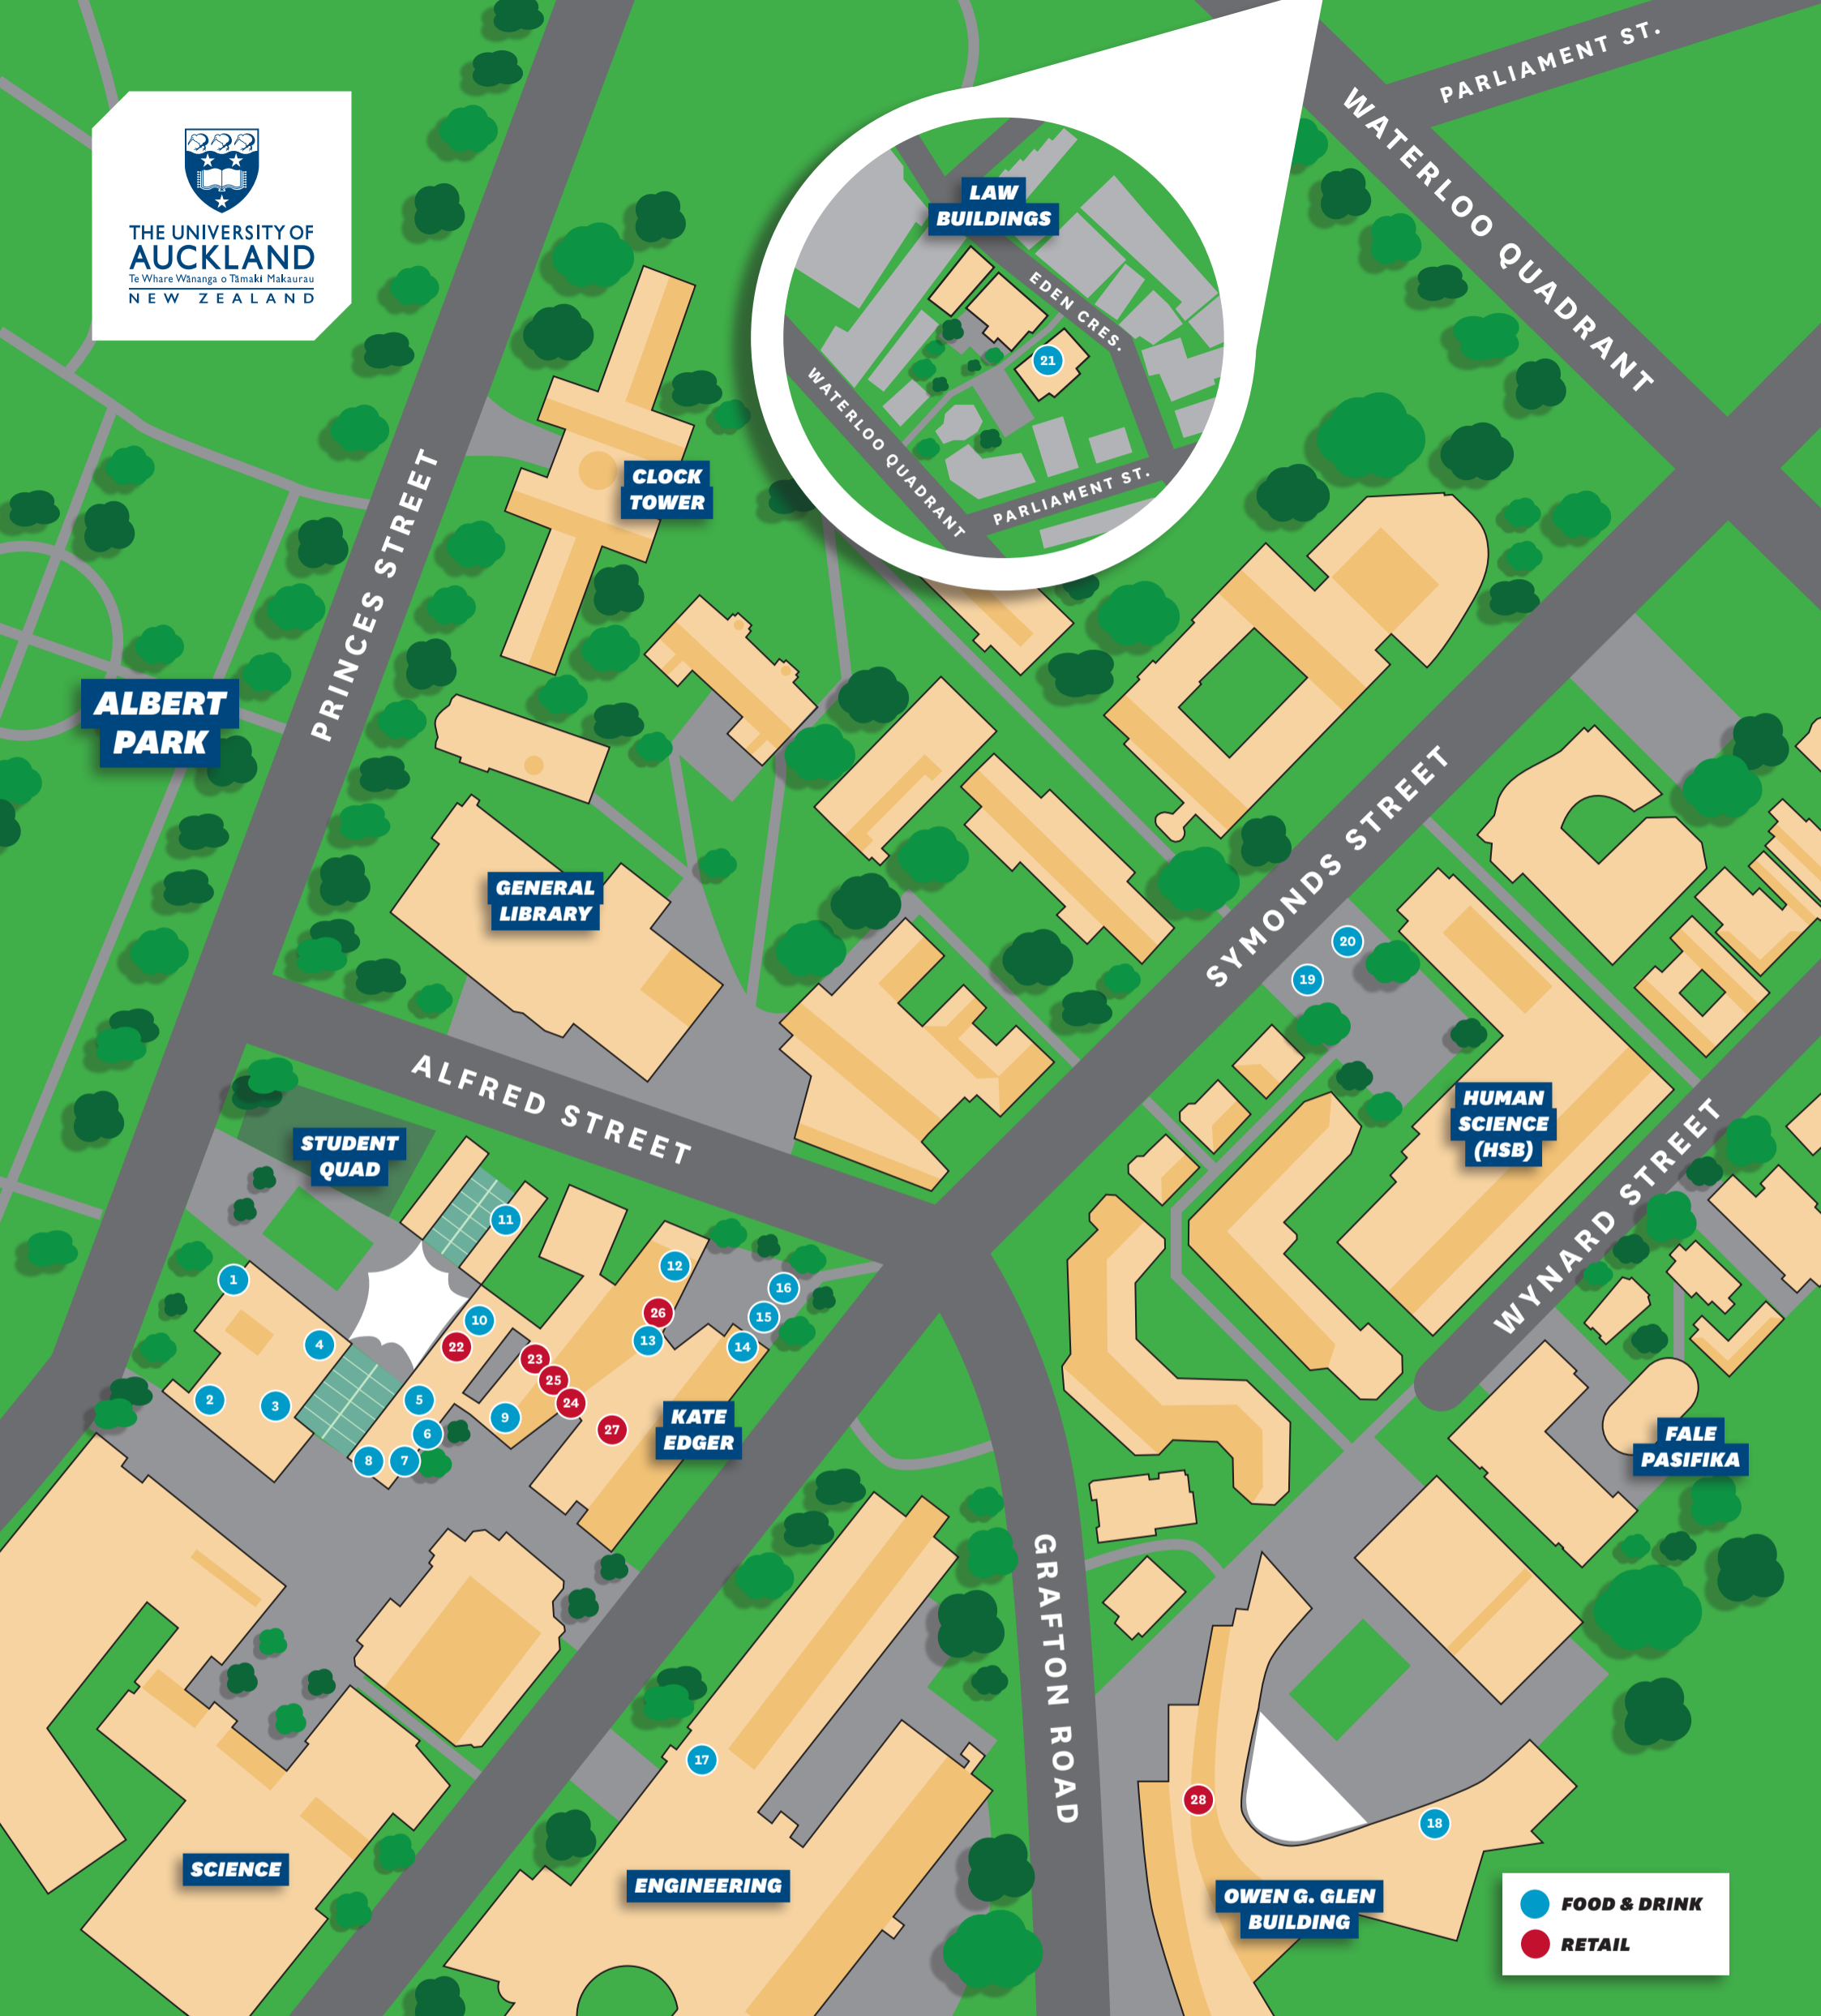 THE UNIVERSITY OF
AUCKLAND
Te Whare Wānanga o Tāmaki Makaurau
NEW ZEALAND
PARLIAMENT ST.
WATERLOO QUADRANT
LAW
BUILDINGS
EDEN CRES.
21
WATERLOO QUADRANT
PARLIAMENT ST.
CLOCK
TOWER
PRINCES STREET
ALBERT
PARK
GENERAL
LIBRARY
SYMONDS STREET
20
19
ALFRED STREET
HUMAN
SCIENCE
(HSB)
STUDENT
QUAD
WYNARD STREET
11
12
1
16
26
15
10
13
4
22
14
23
25
2
3
5
24
9
6
27
KATE
EDGER
8
7
FALE
PASIFIKA
GRAFTON ROAD
17
28
18
SCIENCE
ENGINEERING
OWEN G. GLEN
BUILDING
FOOD & DRINK
RETAIL